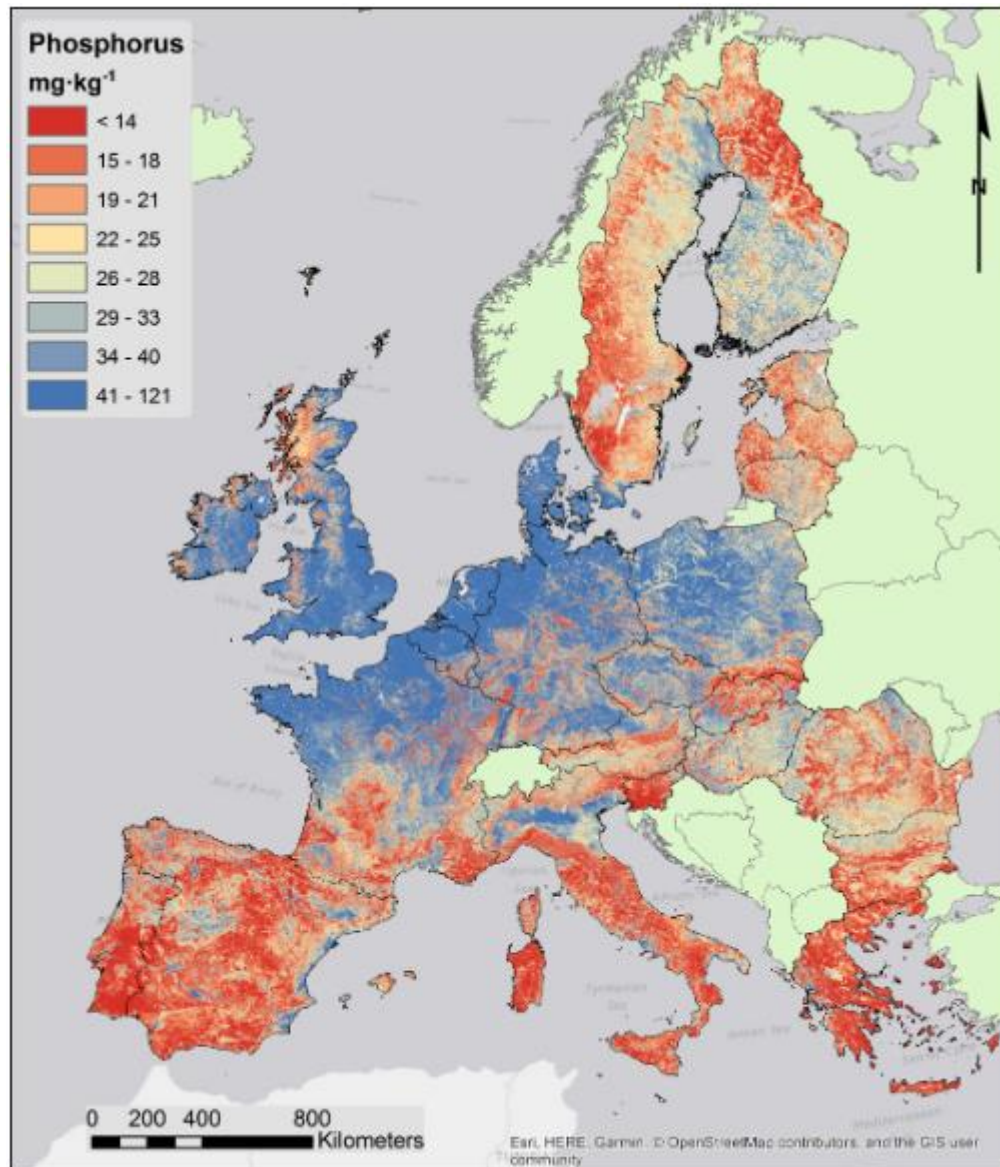 Phosphorus
mg·kg-1
< 14
15 - 18
19 - 21
22 - 25
26 - 28
29 - 33
34 - 40
41 - 121
N
0 200 400 800
Kilometers
Esri, HERE, Garmin, © OpenStreetMap contributors, and the GIS user
community